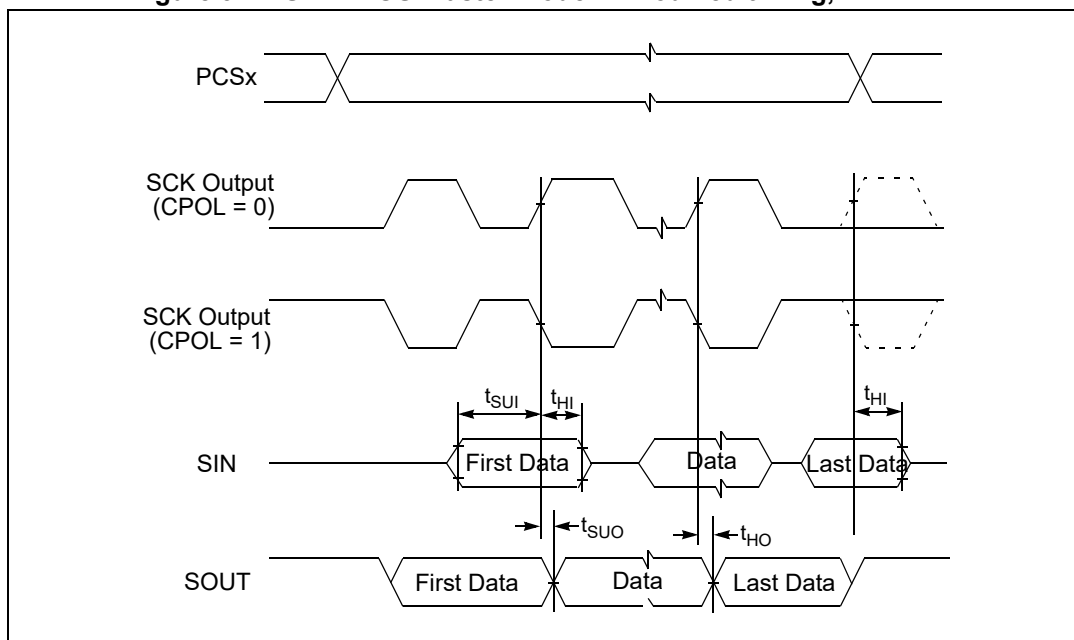 PCSx
SCK Output
(CPOL = 0)
SCK Output
(CPOL = 1)
tSUI
tHI
tHI
SIN
First Data
Data
Last Data
tSUO
tHO
SOUT
First Data
Data
Last Data